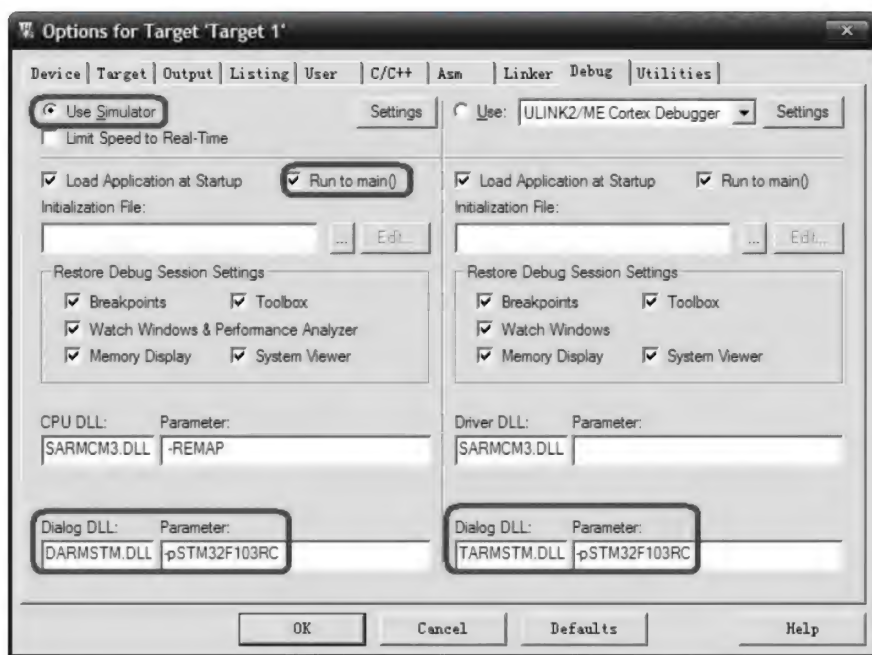 Options for Target 'Target 1'
Device Target Output Listing User C/C++ Asm Linker Debug Utilities
Use Simulator Settings Use: ULINK2/ME Cortex Debugger Settings
Limit Speed to Real-Time
Load Application at Startup Run to main() Load Application at Startup Run to main()
Initialization File: Initialization File:
... Edit... ... Edit...
Restore Debug Session Settings Restore Debug Session Settings
Breakpoints Toolbox Breakpoints Toolbox
Watch Windows & Performance Analyzer Watch Windows
Memory Display System Viewer Memory Display System Viewer
CPU DLL: Parameter: Driver DLL: Parameter:
SARMCM3.DLL -REMAP SARMCM3.DLL
Dialog DLL: Parameter: Dialog DLL: Parameter:
DARMSTM.DLL -pSTM32F103RC TARMSTM.DLL -pSTM32F103RC
OK Cancel Defaults Help